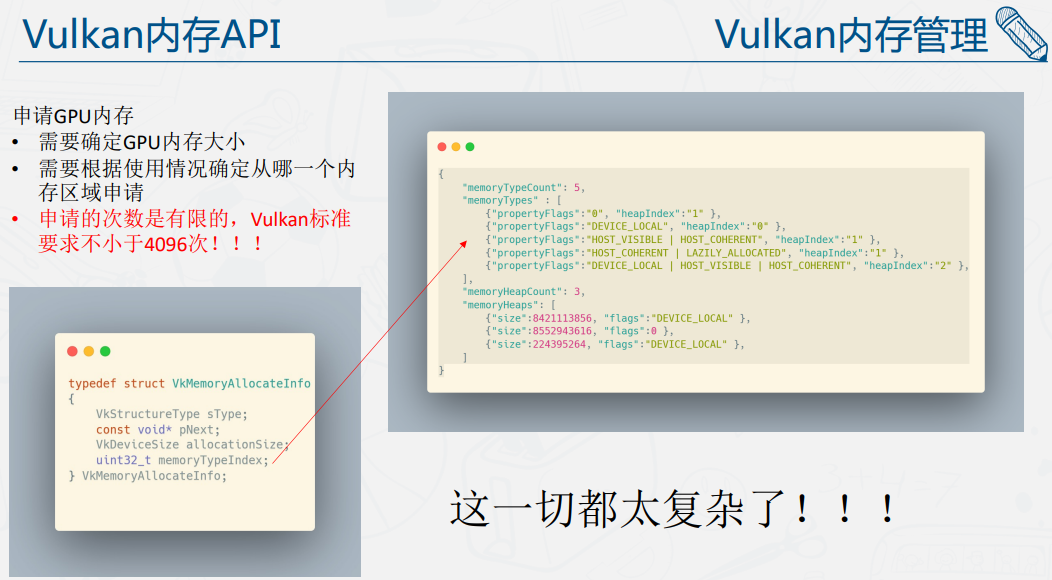 Vulkan内存API
Vulkan内存管理
申请GPU内存
• 需要确定GPU内存大小
• 需要根据使用情况确定从哪一个内
存区域申请
• 申请的次数是有限的，Vulkan标准
要求不小于4096次！！！
typedef struct VkMemoryAllocateInfo
{
    VkStructureType sType;
    const void* pNext;
    VkDeviceSize allocationSize;
    uint32_t memoryTypeIndex;
} VkMemoryAllocateInfo;
{
    "memoryTypeCount": 5,
    "memoryTypes" : [
        {"propertyFlags":"0", "heapIndex":"1" },
        {"propertyFlags":"DEVICE_LOCAL", "heapIndex":"0" },
        {"propertyFlags":"HOST_VISIBLE | HOST_COHERENT", "heapIndex":"1" },
        {"propertyFlags":"HOST_COHERENT | LAZILY_ALLOCATED", "heapIndex":"1" },
        {"propertyFlags":"DEVICE_LOCAL | HOST_VISIBLE | HOST_COHERENT", "heapIndex":"2" },
    ],
    "memoryHeapCount": 3,
    "memoryHeaps": [
        {"size":8421113856, "flags":"DEVICE_LOCAL" },
        {"size":8552943616, "flags":0 },
        {"size":224395264, "flags":"DEVICE_LOCAL" },
    ]
}
这一切都太复杂了！！！